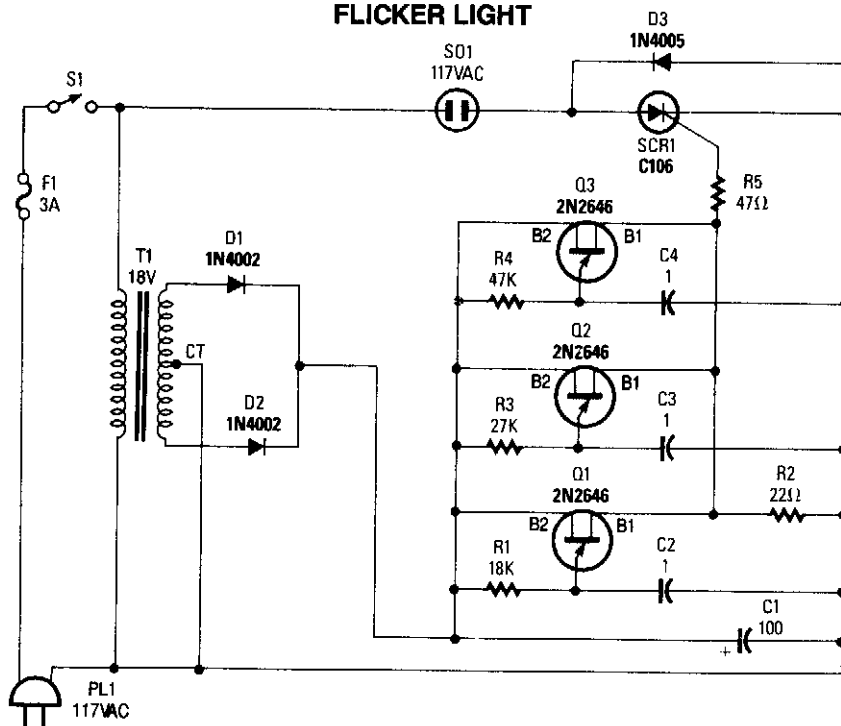 FLICKER LIGHT
D3
1N4005
SO1
117VAC
S1
SCR1
C106
F1
3A
R5
47Ω
Q3
2N2646
B2
B1
T1
18V
D1
1N4002
R4
47K
C4
1
CT
Q2
2N2646
B2
B1
D2
1N4002
R3
27K
C3
1
R2
22Ω
Q1
2N2646
B2
B1
R1
18K
C2
1
C1
100
+
PL1
117VAC